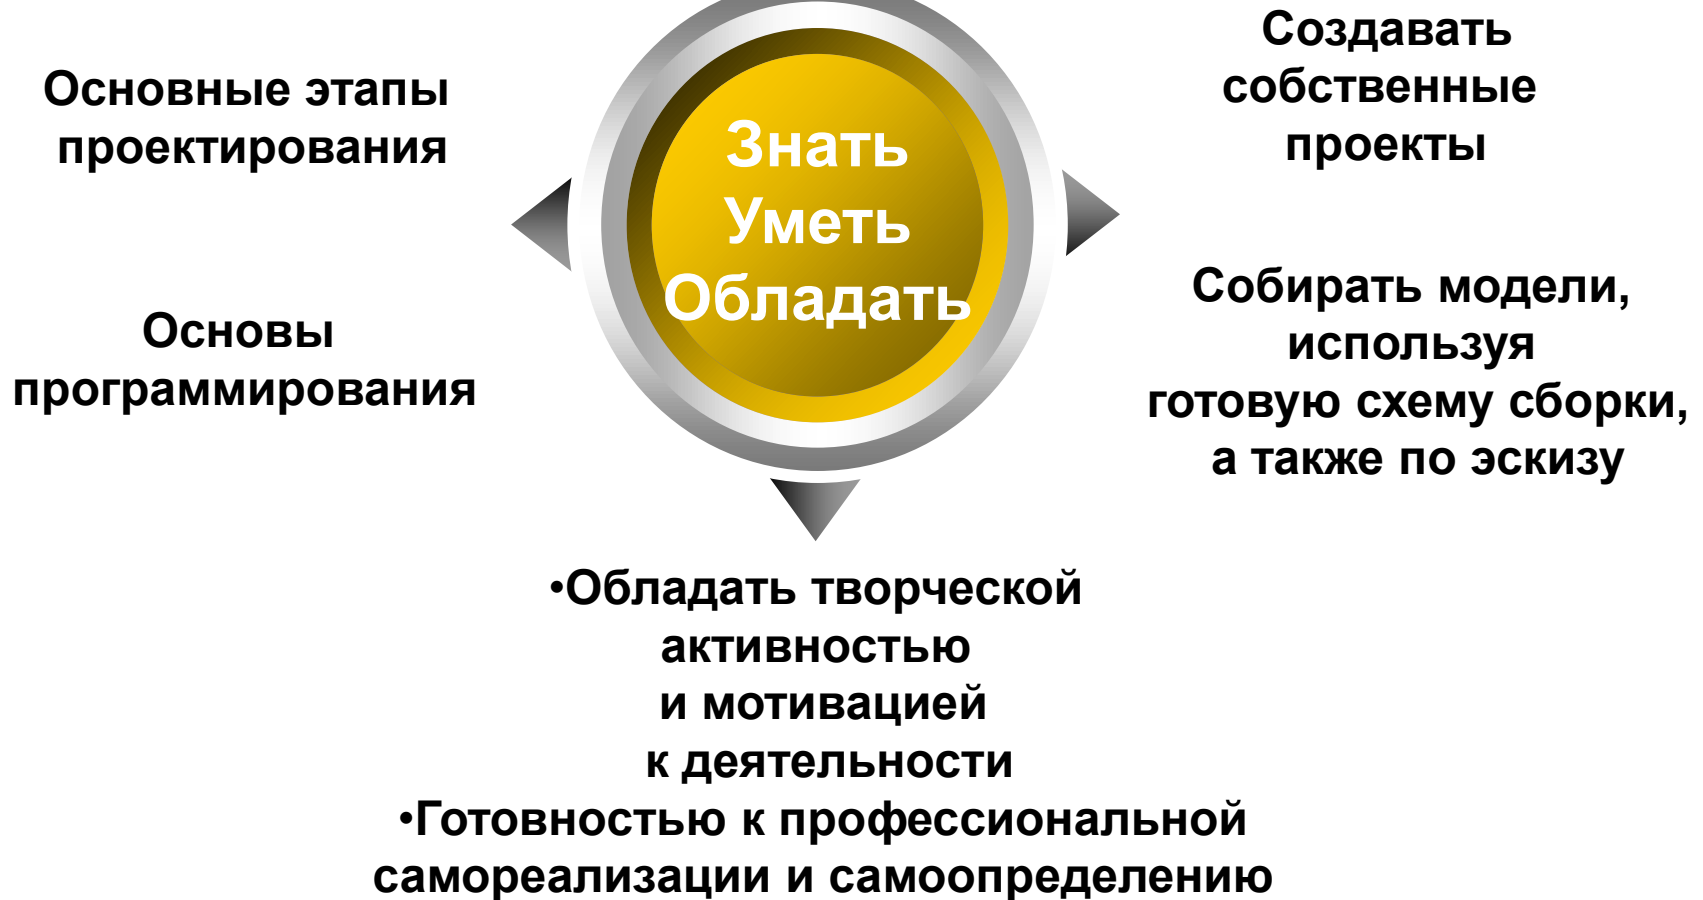 Основные этапы
проектирования
Основы
программирования
Знать
Уметь
Обладать
Создавать
собственные
проекты
Собирать модели,
используя
готовую схему сборки,
а также по эскизу
•Обладать творческой
активностью
и мотивацией
к деятельности
•Готовностью к профессиональной
самореализации и самоопределению